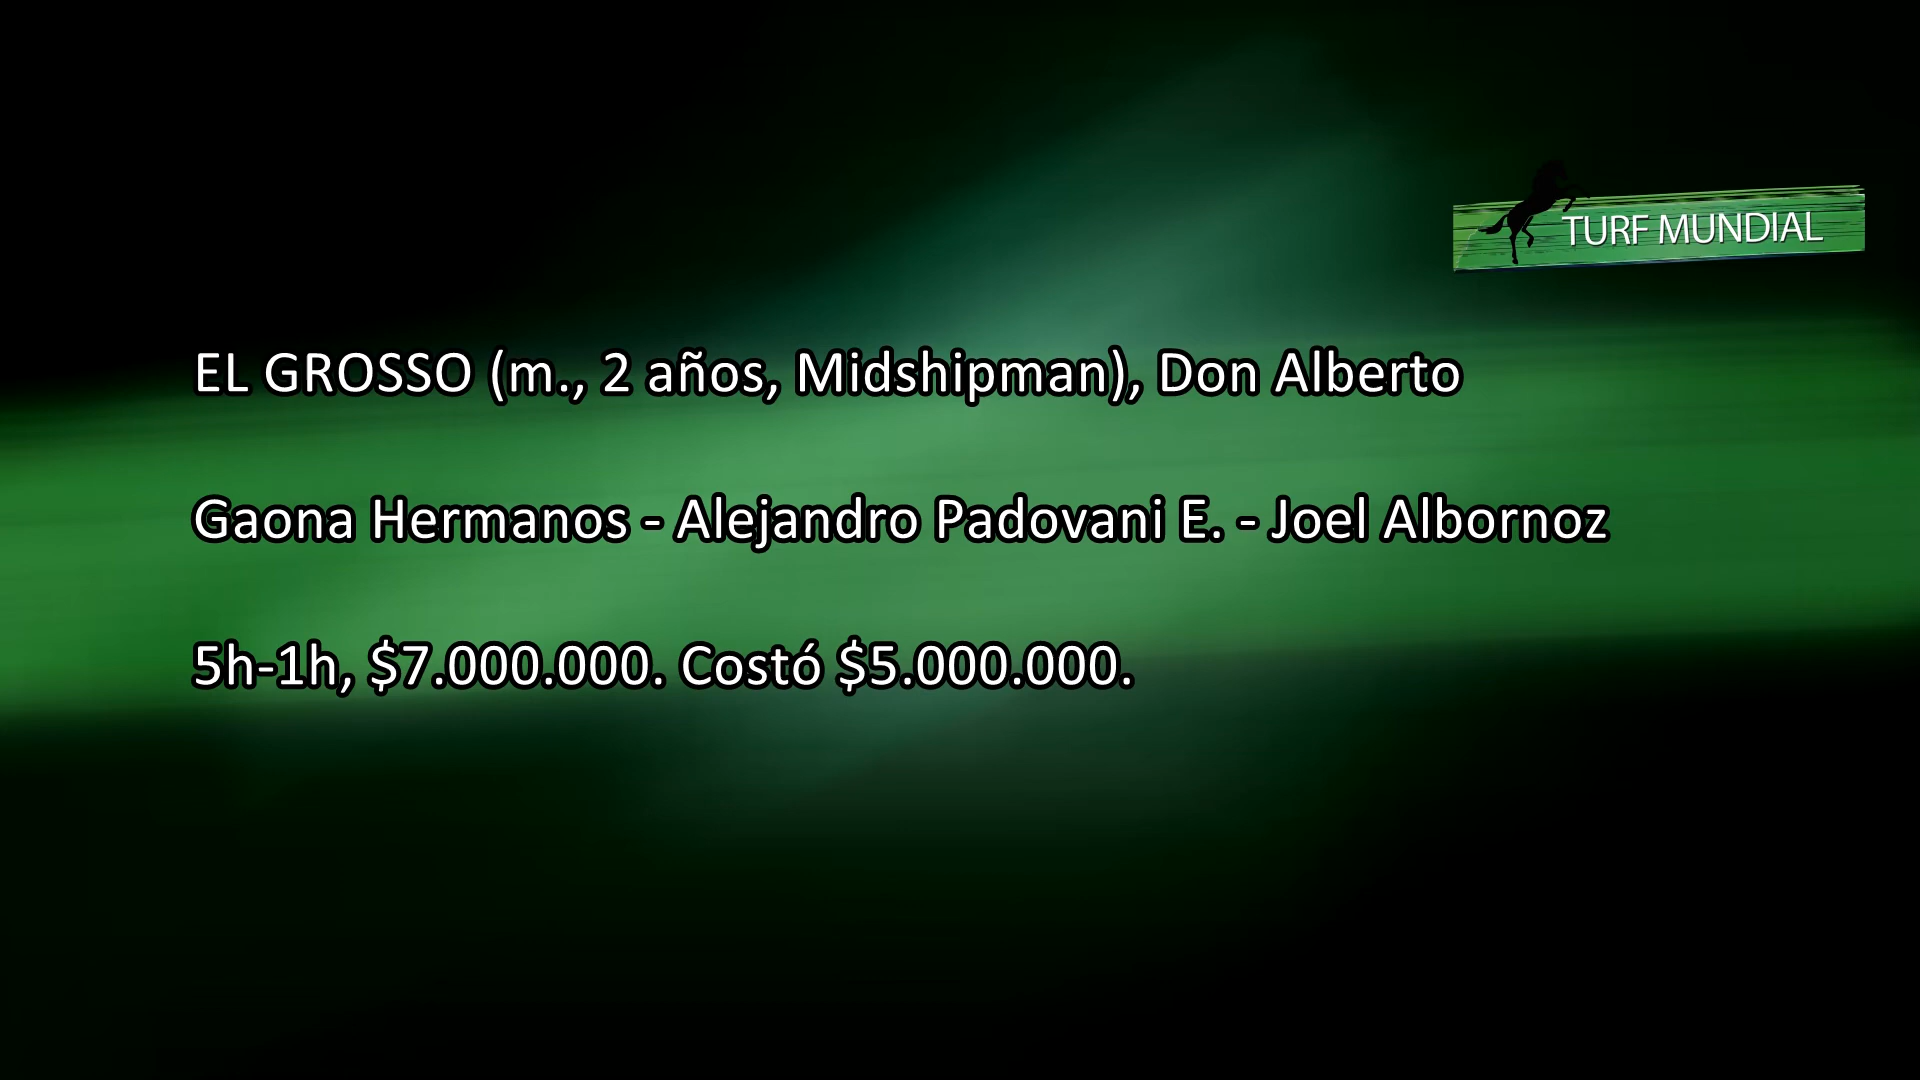 TURF MUNDIAL
EL GROSSO (m., 2 años, Midshipman), Don Alberto
Gaona Hermanos - Alejandro Padovani E. - Joel Albornoz
5h-1h, $7.000.000. Costó $5.000.000.